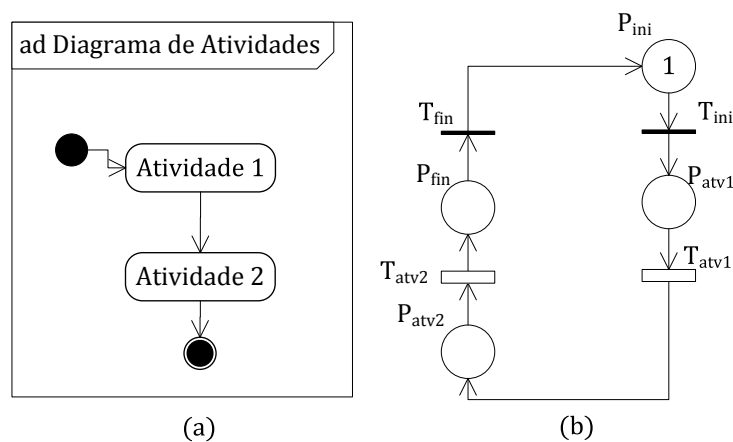 ad Diagrama de Atividades
Atividade 1
Atividade 2
(a)
P_ini
1
T_fin
T_ini
P_fin
P_atv1
T_atv2
T_atv1
P_atv2
(b)